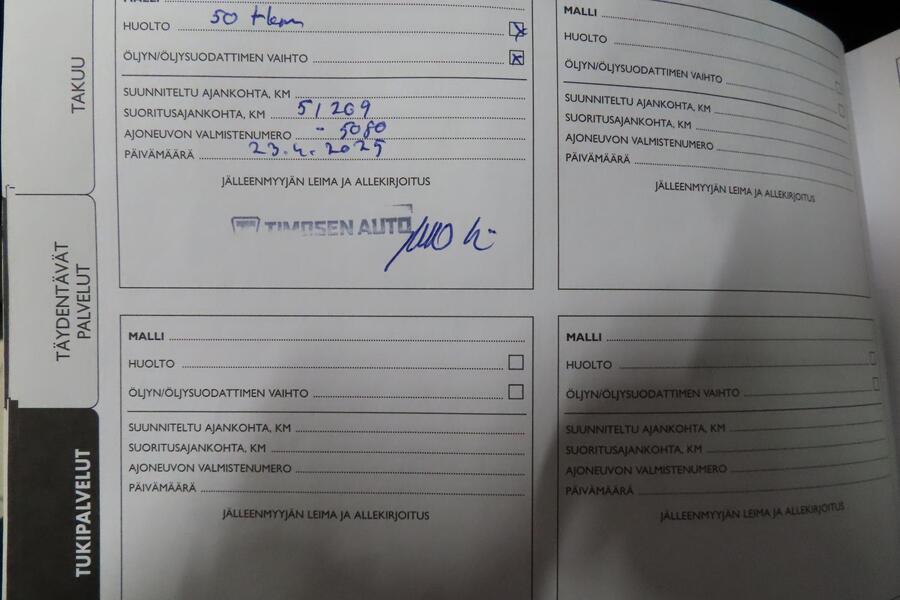 TAKUU
TÄYDENTÄVÄT
PALVELUT
TUKIPALVELUT
MALLI
HUOLTO 50 tkm
ÖLJYN/ÖLJYSUODATTIMEN VAIHTO
SUUNNITELTU AJANKOHTA, KM
SUORITUSAJANKOHTA, KM 51269
AJONEUVON VALMISTENUMERO - 5080
PÄIVÄMÄÄRÄ 23.4.2025
JÄLLEENMYYJÄN LEIMA JA ALLEKIRJOITUS
TIMOSEN AUTO
MALLI
HUOLTO
ÖLJYN/ÖLJYSUODATTIMEN VAIHTO
SUUNNITELTU AJANKOHTA, KM
SUORITUSAJANKOHTA, KM
AJONEUVON VALMISTENUMERO
PÄIVÄMÄÄRÄ
JÄLLEENMYYJÄN LEIMA JA ALLEKIRJOITUS
MALLI
HUOLTO
ÖLJYN/ÖLJYSUODATTIMEN VAIHTO
SUUNNITELTU AJANKOHTA, KM
SUORITUSAJANKOHTA, KM
AJONEUVON VALMISTENUMERO
PÄIVÄMÄÄRÄ
JÄLLEENMYYJÄN LEIMA JA ALLEKIRJOITUS
MALLI
HUOLTO
ÖLJYN/ÖLJYSUODATTIMEN VAIHTO
SUUNNITELTU AJANKOHTA, KM
SUORITUSAJANKOHTA, KM
AJONEUVON VALMISTENUMERO
PÄIVÄMÄÄRÄ
JÄLLEENMYYJÄN LEIMA JA ALLEKIRJOITUS